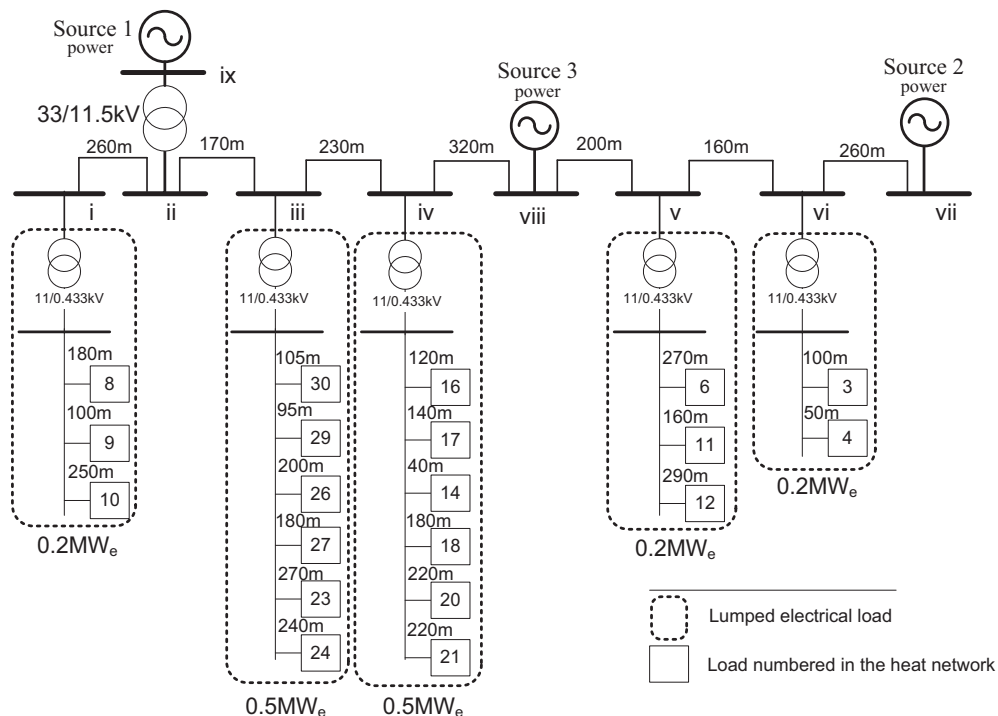 Source 1
power
ix
33/11.5kV
Source 3
power
Source 2
power
260m
170m
230m
320m
200m
160m
260m
i
ii
iii
iv
viii
v
vi
vii
11/0.433kV
11/0.433kV
11/0.433kV
11/0.433kV
11/0.433kV
180m
8
100m
9
250m
10
0.2MWe
105m
30
95m
29
200m
26
180m
27
270m
23
240m
24
0.5MWe
120m
16
140m
17
40m
14
180m
18
220m
20
220m
21
0.5MWe
270m
6
160m
11
290m
12
0.2MWe
100m
3
50m
4
0.2MWe
Lumped electrical load
Load numbered in the heat network